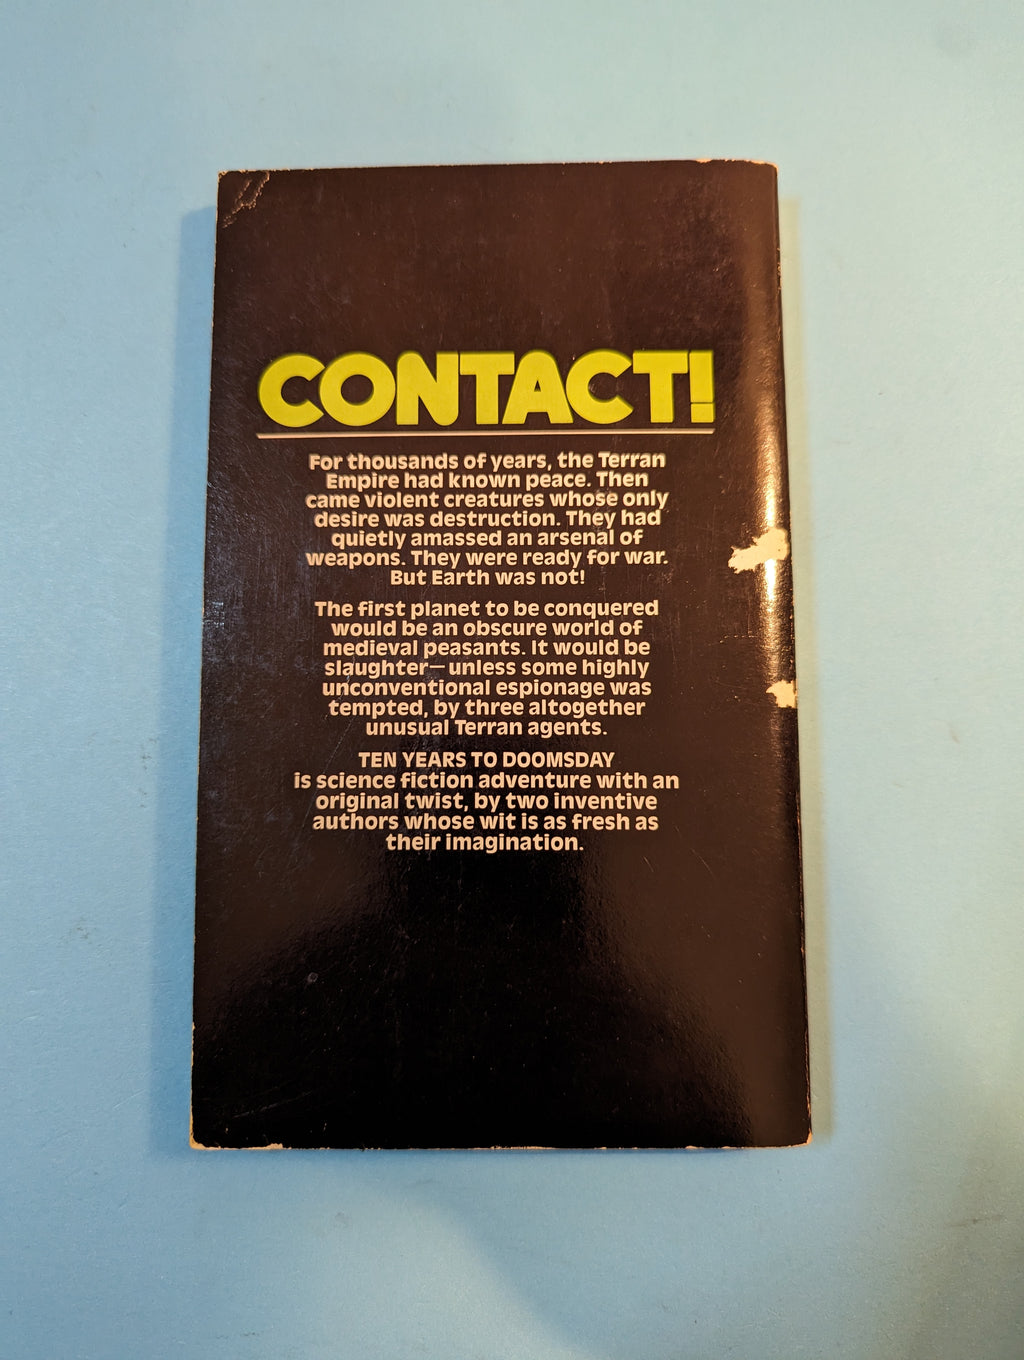 CONTACT!
For thousands of years, the Terran
Empire had known peace. Then
came violent creatures whose only
desire was destruction. They had
quietly amassed an arsenal of
weapons. They were ready for war.
But Earth was not!
The first planet to be conquered
would be an obscure world of
medieval peasants. It would be
slaughter—unless some highly
unconventional espionage was
tempted, by three altogether
unusual Terran agents.
TEN YEARS TO DOOMSDAY
is science fiction adventure with an
original twist, by two inventive
authors whose wit is as fresh as
their imagination.